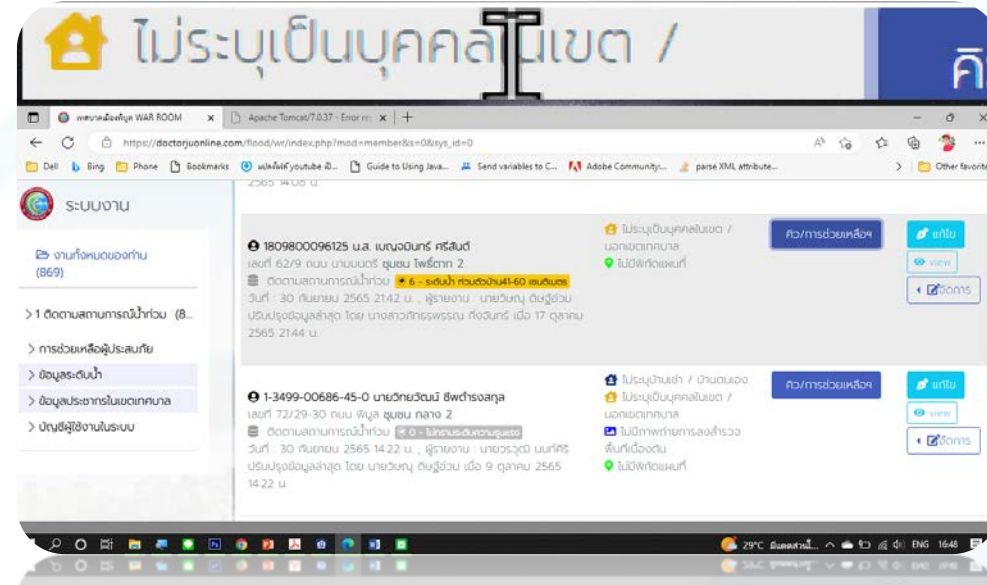 ไม่ระบุเป็นบุคคลในเขต /
WAR ROOM
Apache Tomcat/7.0.37 - Error re
https://doctorjuonline.com/flood/wr/index.php?mod=member&s=0&sys_id=0
Dell Bing Phone Bookmarks Guide to Using Java... Send variables to C... Adobe Community:... parse XML attribute... Other favorite
2565 14:08 น.
ระบบงาน
งานทั้งหมดของท่าน
(869)
1 ติดตามสถานการณ์น้ำท่วม (8...
การช่วยเหลือผู้ประสบภัย
ข้อมูลระดับน้ำ
ข้อมูลประชากรในเขตเทศบาล
บัญชีผู้ใช้งานในระบบ
1809800096125 น.ส. เบญจมินทร์ ศรีสันต์
เลขที่ 62/9 ถนน นามมนตรี ชุมชน โพธิ์ตาก 2
ติดตามสถานการณ์น้ำท่วม 6 - ระดับน้ำ ท่วมตัวบ้าน41-60 เซนติเมตร
วันที่ : 30 กันยายน 2565 21:42 น. , ผู้รายงาน : นายวิษณุ ดิษฐ์อ่วม
ปรับปรุงข้อมูลล่าสุด โดย นางสาวภัทรพรรณ กิ่งจันทร์ เมื่อ 17 ตุลาคม
2565 21:44 น.
ไม่ระบุเป็นบุคคลในเขต /
นอกเขตเทศบาล
ไม่มีพิกัดแผนที่
คิว/การช่วยเหลือฯ
แก้ไข
view
จัดการ
1-3499-00686-45-0 นายวิทยวัฒน์ ชีพดำรงสกุล
เลขที่ 72/29-30 ถนน พิบูล ชุมชน กลาง 2
ติดตามสถานการณ์น้ำท่วม 0 - ไม่ทราบระดับความรุนแรง
วันที่ : 30 กันยายน 2565 14:22 น. , ผู้รายงาน : นายวรวุฒิ นนท์ศิริ
ปรับปรุงข้อมูลล่าสุด โดย นายวิษณุ ดิษฐ์อ่วม เมื่อ 9 ตุลาคม 2565
14:22 น.
ไม่ระบุบ้านเช่า / บ้านตนเอง
ไม่ระบุเป็นบุคคลในเขต /
นอกเขตเทศบาล
ไม่มีภาพถ่ายการลงสำรวจ
พื้นที่เบื้องต้น
ไม่มีพิกัดแผนที่
คิว/การช่วยเหลือฯ
แก้ไข
view
จัดการ
29°C มีแดดส่วนใ... ENG 16:48